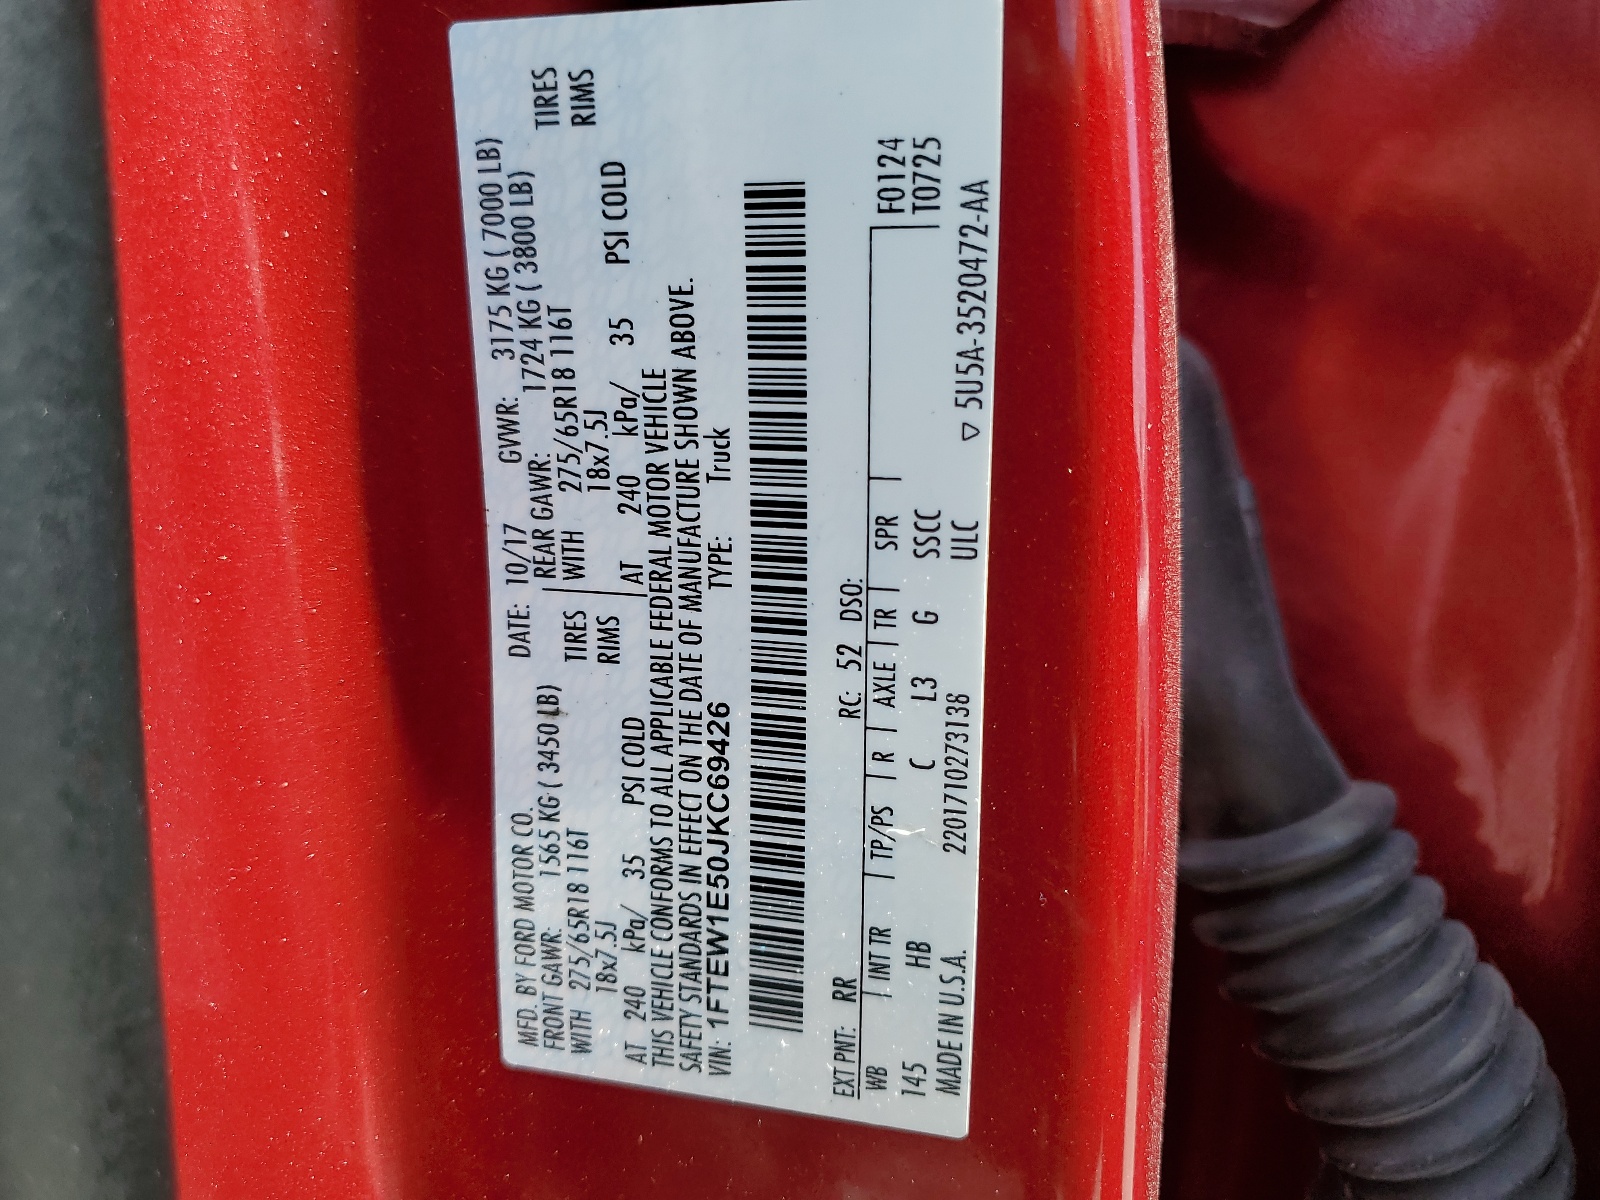 MFD. BY FORD MOTOR CO. DATE: 10/17 GVWR: 3175 KG ( 7000 LB)
FRONT GAWR: 1565 KG ( 3450 LB) REAR GAWR: 1724 KG ( 3800 LB)
WITH 275/65R18 116T TIRES WITH 275/65R18 116T TIRES
18x7.5J RIMS 18x7.5J RIMS
AT 240 kPa/ 35 PSI COLD AT 240 kPa/ 35 PSI COLD
THIS VEHICLE CONFORMS TO ALL APPLICABLE FEDERAL MOTOR VEHICLE
SAFETY STANDARDS IN EFFECT ON THE DATE OF MANUFACTURE SHOWN ABOVE.
VIN: 1FTEW1E50JKC69426 TYPE: Truck
EXT PNT: RR RC: 52 DSO:
WB INT TR TP/PS R AXLE TR SPR F0124
145 HB C L3 G SSCC T0725
MADE IN U.S.A. 220171027313B ULC ▽ 5U5A-3520472-AA